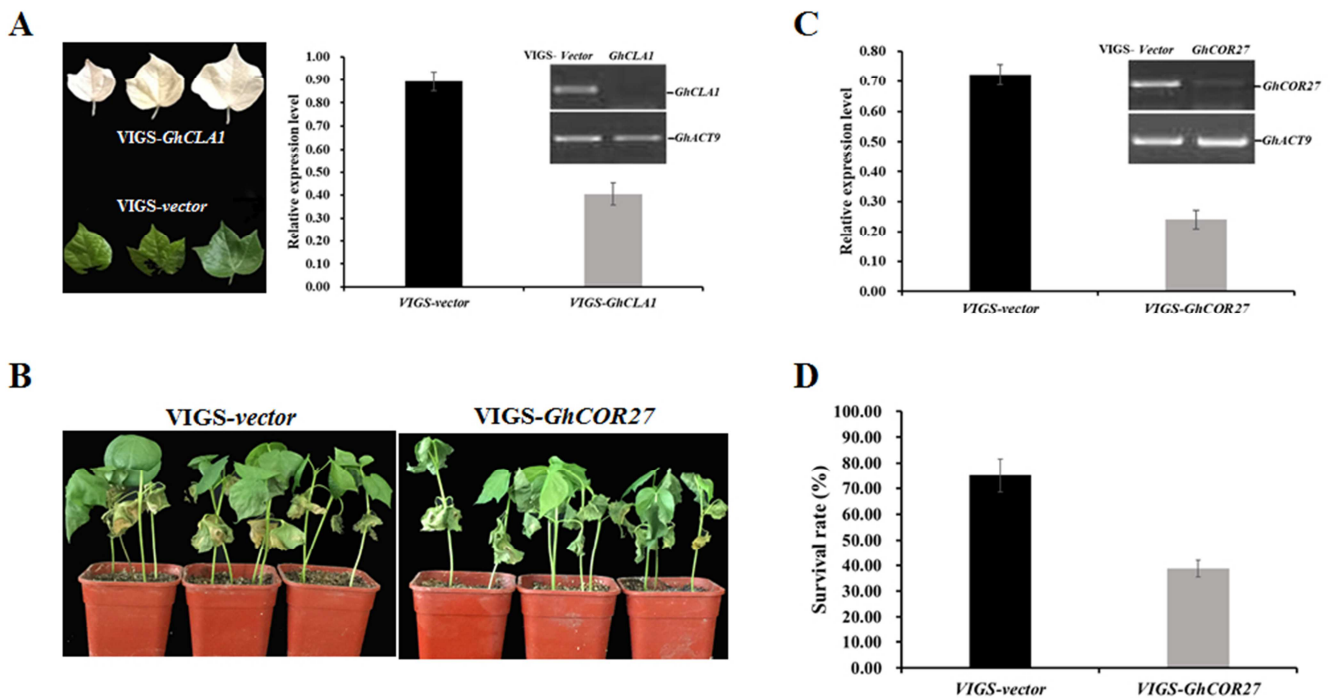 A
VIGS-GhCLA1
VIGS-vector
Relative expression level
1.00
0.90
0.80
0.70
0.60
0.50
0.40
0.30
0.20
0.10
0.00
VIGS-Vector GhCLA1
GhCLA1
GhACT9
VIGS-vector
VIGS-GhCLA1
C
Relative expression level
0.80
0.70
0.60
0.50
0.40
0.30
0.20
0.10
0.00
VIGS-Vector GhCOR27
GhCOR27
GhACT9
VIGS-vector
VIGS-GhCOR27
B
VIGS-vector
VIGS-GhCOR27
D
Survival rate (%)
100.00
90.00
80.00
70.00
60.00
50.00
40.00
30.00
20.00
10.00
0.00
VIGS-vector
VIGS-GhCOR27